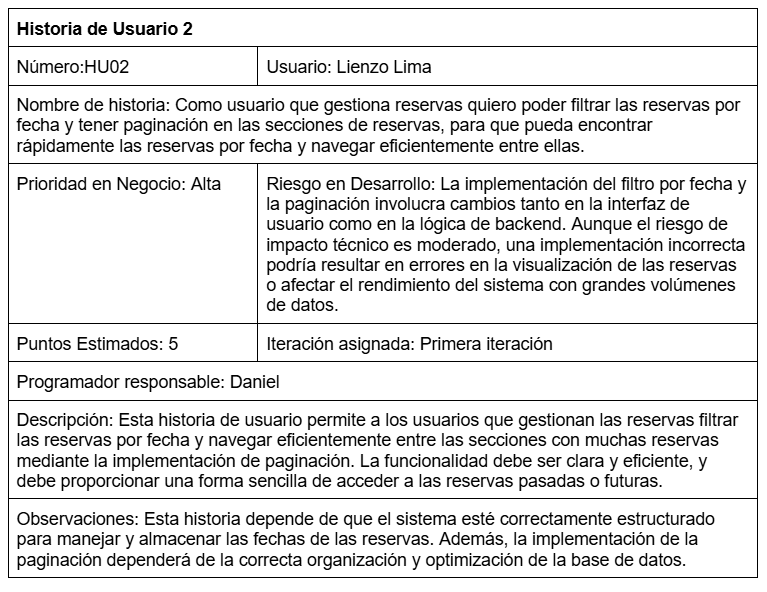 Historia de Usuario 2
Número:HU02
Usuario: Lienzo Lima
Nombre de historia: Como usuario que gestiona reservas quiero poder filtrar las reservas por
fecha y tener paginación en las secciones de reservas, para que pueda encontrar
rápidamente las reservas por fecha y navegar eficientemente entre ellas.
Prioridad en Negocio: Alta
Riesgo en Desarrollo: La implementación del filtro por fecha y
la paginación involucra cambios tanto en la interfaz de
usuario como en la lógica de backend. Aunque el riesgo de
impacto técnico es moderado, una implementación incorrecta
podría resultar en errores en la visualización de las reservas
o afectar el rendimiento del sistema con grandes volúmenes
de datos.
Puntos Estimados: 5
Iteración asignada: Primera iteración
Programador responsable: Daniel
Descripción: Esta historia de usuario permite a los usuarios que gestionan las reservas filtrar
las reservas por fecha y navegar eficientemente entre las secciones con muchas reservas
mediante la implementación de paginación. La funcionalidad debe ser clara y eficiente, y
debe proporcionar una forma sencilla de acceder a las reservas pasadas o futuras.
Observaciones: Esta historia depende de que el sistema esté correctamente estructurado
para manejar y almacenar las fechas de las reservas. Además, la implementación de la
paginación dependerá de la correcta organización y optimización de la base de datos.